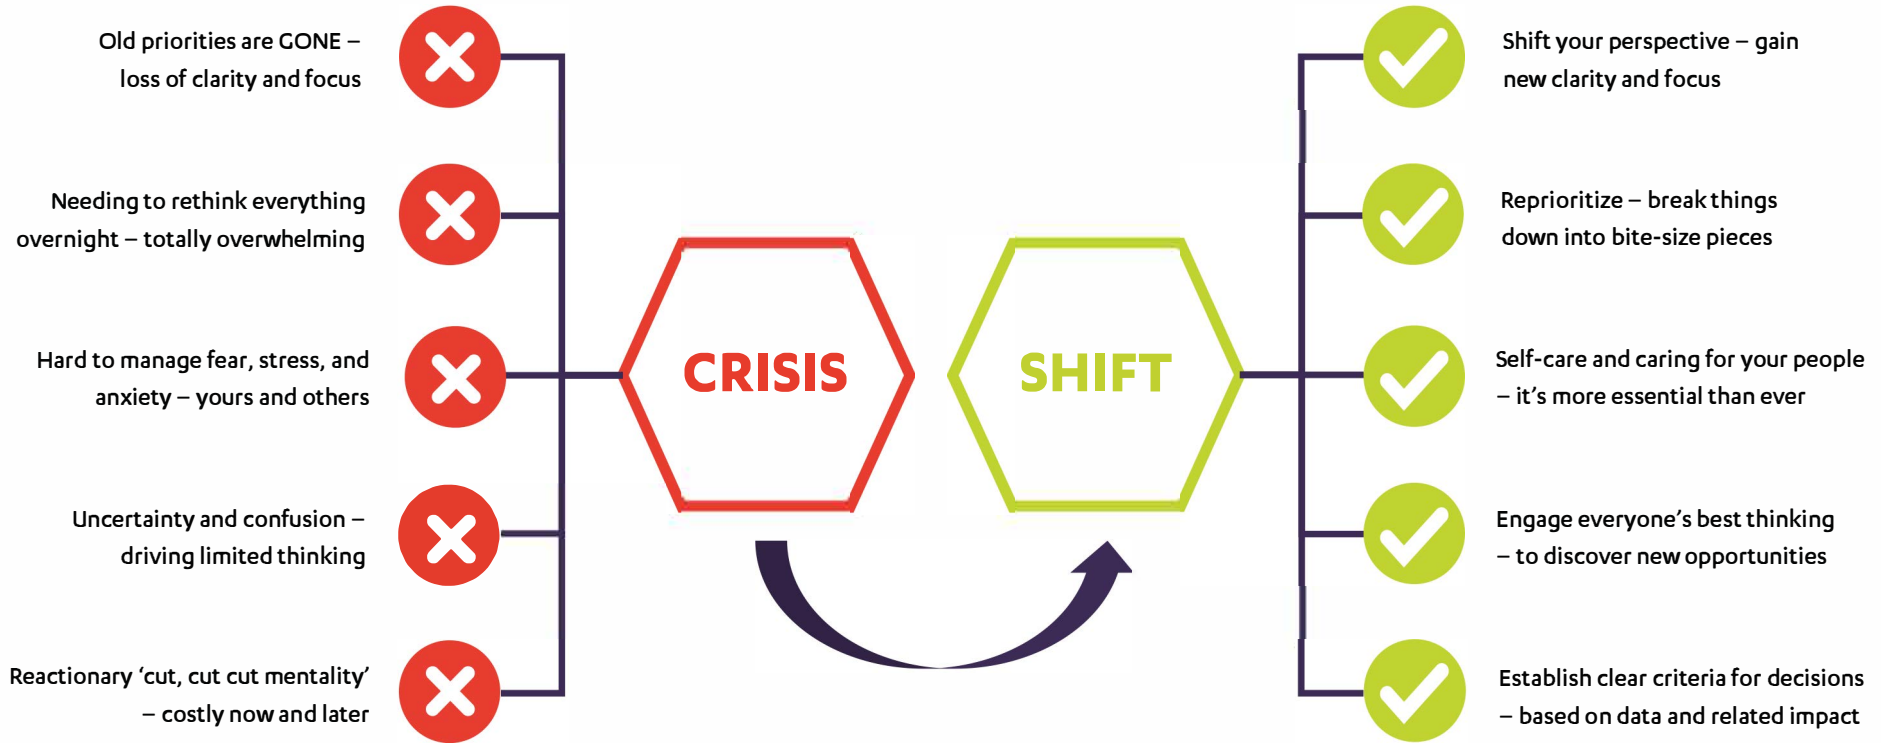 Old priorities are GONE –
loss of clarity and focus
Needing to rethink everything
overnight – totally overwhelming
Hard to manage fear, stress, and
anxiety – yours and others
Uncertainty and confusion –
driving limited thinking
Reactionary ‘cut, cut cut mentality’
– costly now and later
CRISIS
SHIFT
Shift your perspective – gain
new clarity and focus
Reprioritize – break things
down into bite-size pieces
Self-care and caring for your people
– it’s more essential than ever
Engage everyone’s best thinking
– to discover new opportunities
Establish clear criteria for decisions
– based on data and related impact